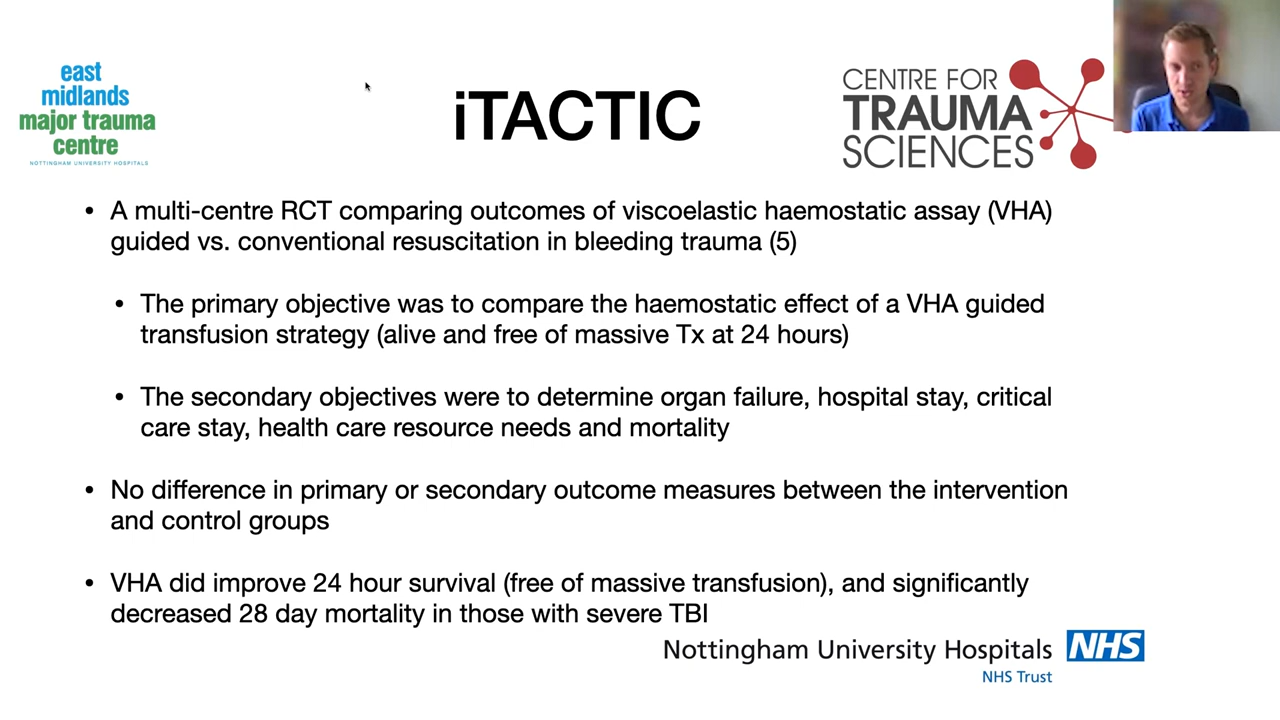 east
midlands
major trauma
centre
NOTTINGHAM UNIVERSITY HOSPITALS
iTACTIC
CENTRE FOR
TRAUMA
SCIENCES
• A multi-centre RCT comparing outcomes of viscoelastic haemostatic assay (VHA)
guided vs. conventional resuscitation in bleeding trauma (5)
• The primary objective was to compare the haemostatic effect of a VHA guided
transfusion strategy (alive and free of massive Tx at 24 hours)
• The secondary objectives were to determine organ failure, hospital stay, critical
care stay, health care resource needs and mortality
• No difference in primary or secondary outcome measures between the intervention
and control groups
• VHA did improve 24 hour survival (free of massive transfusion), and significantly
decreased 28 day mortality in those with severe TBI
Nottingham University Hospitals NHS
NHS Trust